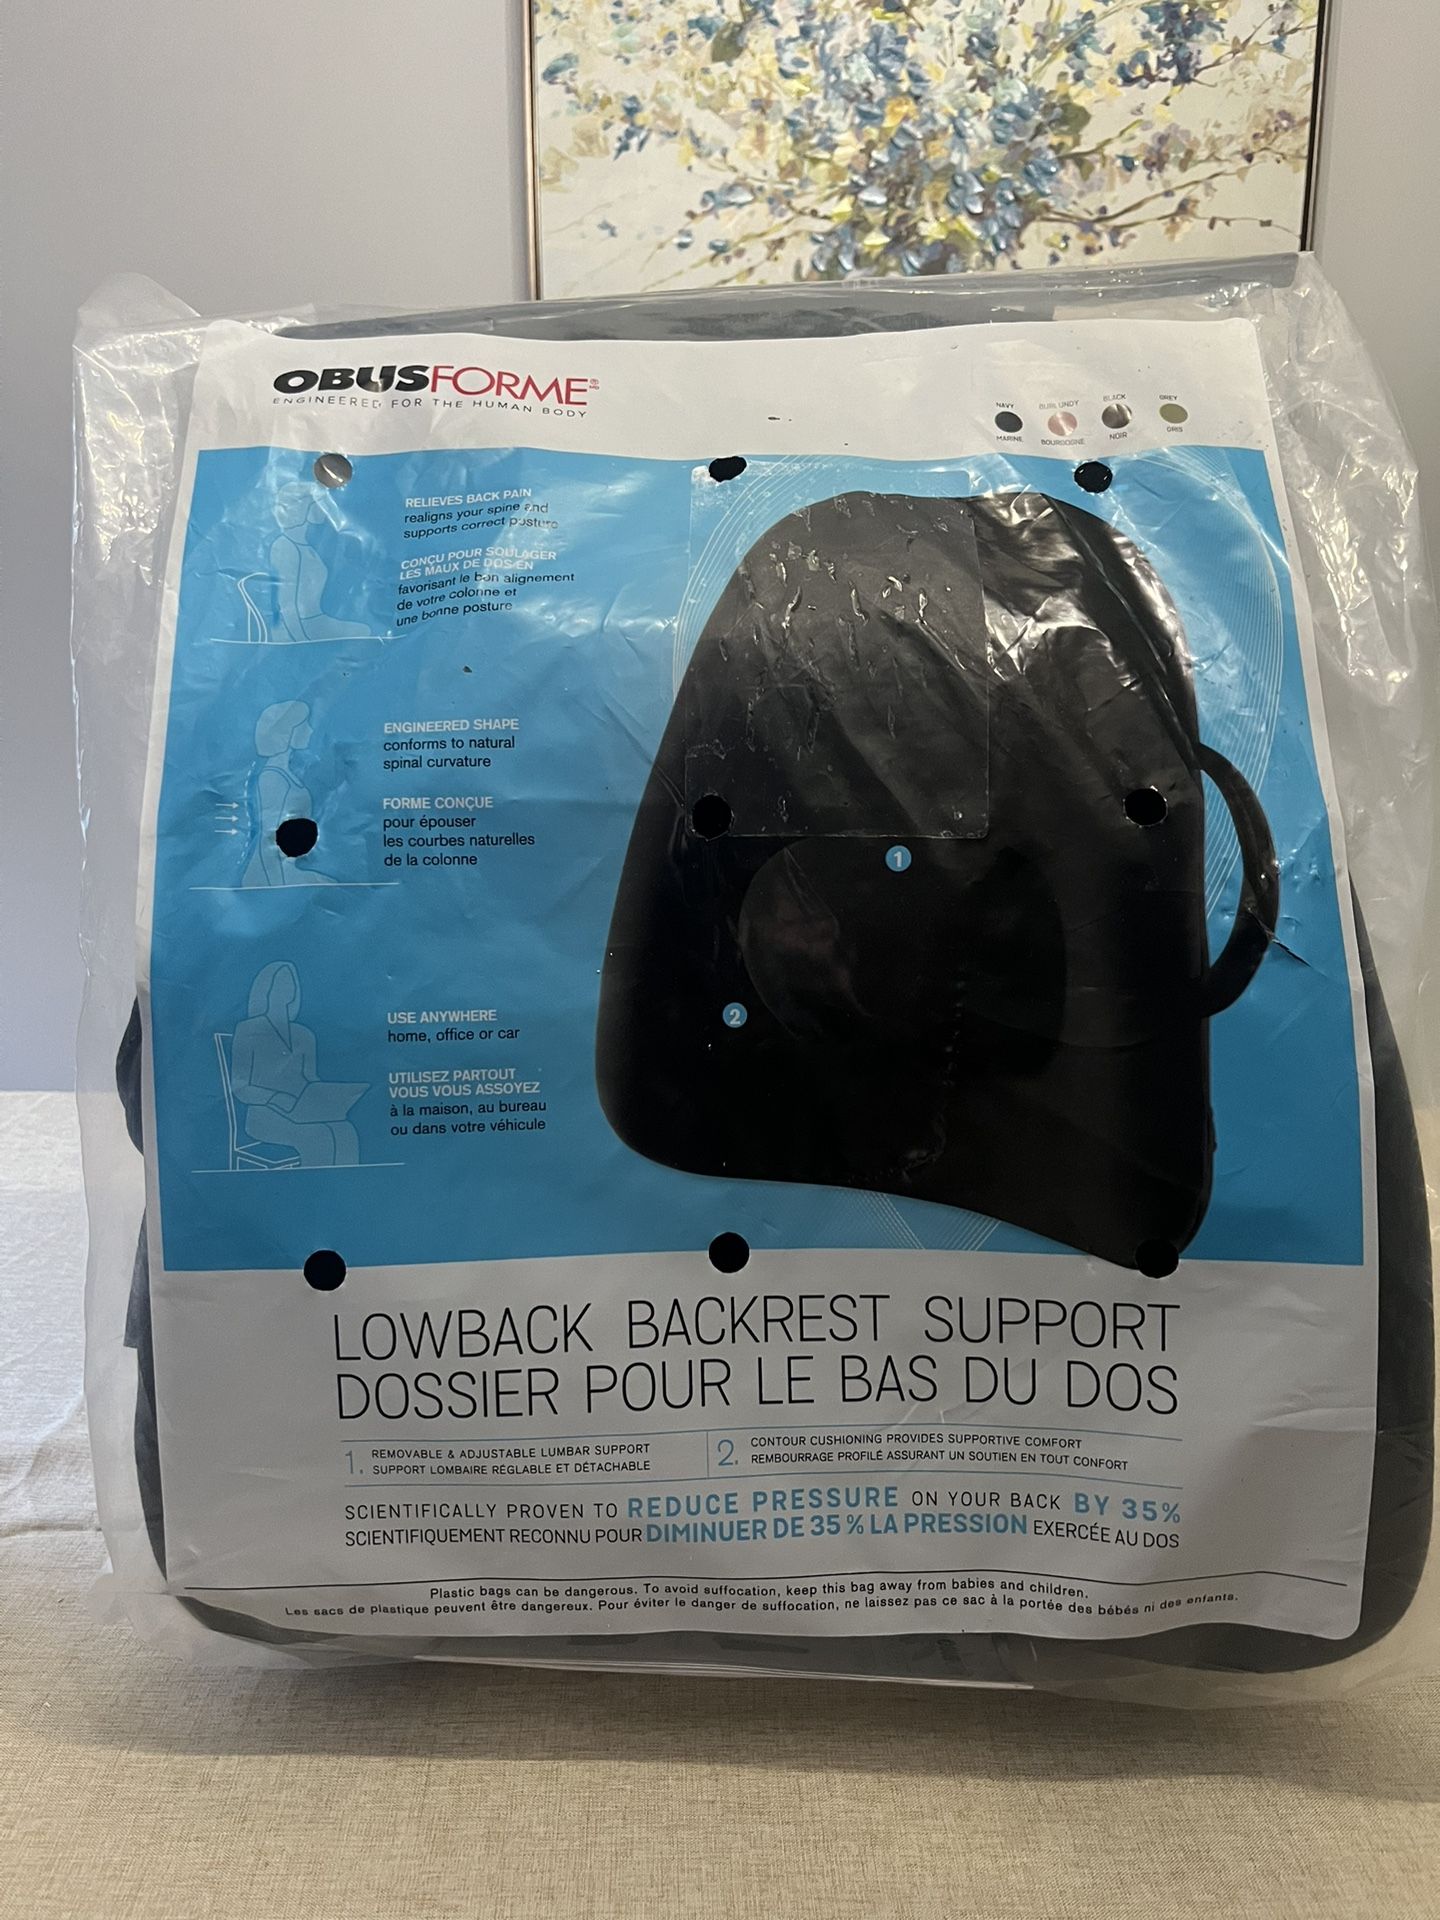 OBUSFORME® MD
ENGINEERED FOR THE HUMAN BODY
NAVY
MARINE
BURGUNDY
BOURGOGNE
BLACK
NOIR
GREY
GRIS
RELIEVES BACK PAIN
realigns your spine and
supports correct posture
CONÇU POUR SOULAGER
LES MAUX DE DOS EN
favorisant le bon alignement
de votre colonne et
une bonne posture
ENGINEERED SHAPE
conforms to natural
spinal curvature
FORME CONÇUE
pour épouser
les courbes naturelles
de la colonne
USE ANYWHERE
home, office or car
UTILISEZ PARTOUT
VOUS VOUS ASSOYEZ
à la maison, au bureau
ou dans votre véhicule
1
2
LOWBACK BACKREST SUPPORT
DOSSIER POUR LE BAS DU DOS
1. REMOVABLE & ADJUSTABLE LUMBAR SUPPORT
SUPPORT LOMBAIRE RÉGLABLE ET DÉTACHABLE
2. CONTOUR CUSHIONING PROVIDES SUPPORTIVE COMFORT
REMBOURRAGE PROFILÉ ASSURANT UN SOUTIEN EN TOUT CONFORT
SCIENTIFICALLY PROVEN TO REDUCE PRESSURE ON YOUR BACK BY 35%
SCIENTIFIQUEMENT RECONNU POUR DIMINUER DE 35 % LA PRESSION EXERCÉE AU DOS
Plastic bags can be dangerous. To avoid suffocation, keep this bag away from babies and children.
Les sacs de plastique peuvent être dangereux. Pour éviter le danger de suffocation, ne laissez pas ce sac à la portée des bébés ni des enfants.